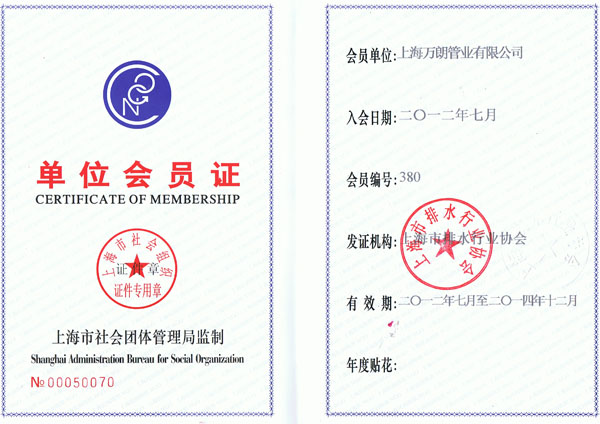 单位会员证
CERTIFICATE OF MEMBERSHIP
上海市社会组织
证件章
证件专用章
上海市社会团体管理局监制
Shanghai Administration Bureau for Social Organization
№00050070
会员单位:上海万朗管业有限公司
入会日期:二〇一二年七月
会员编号:380
发证机构:上海市排水行业协会
上海市排水行业协会
有效期:二〇一二年七月至二〇一四年十二月
年度贴花: